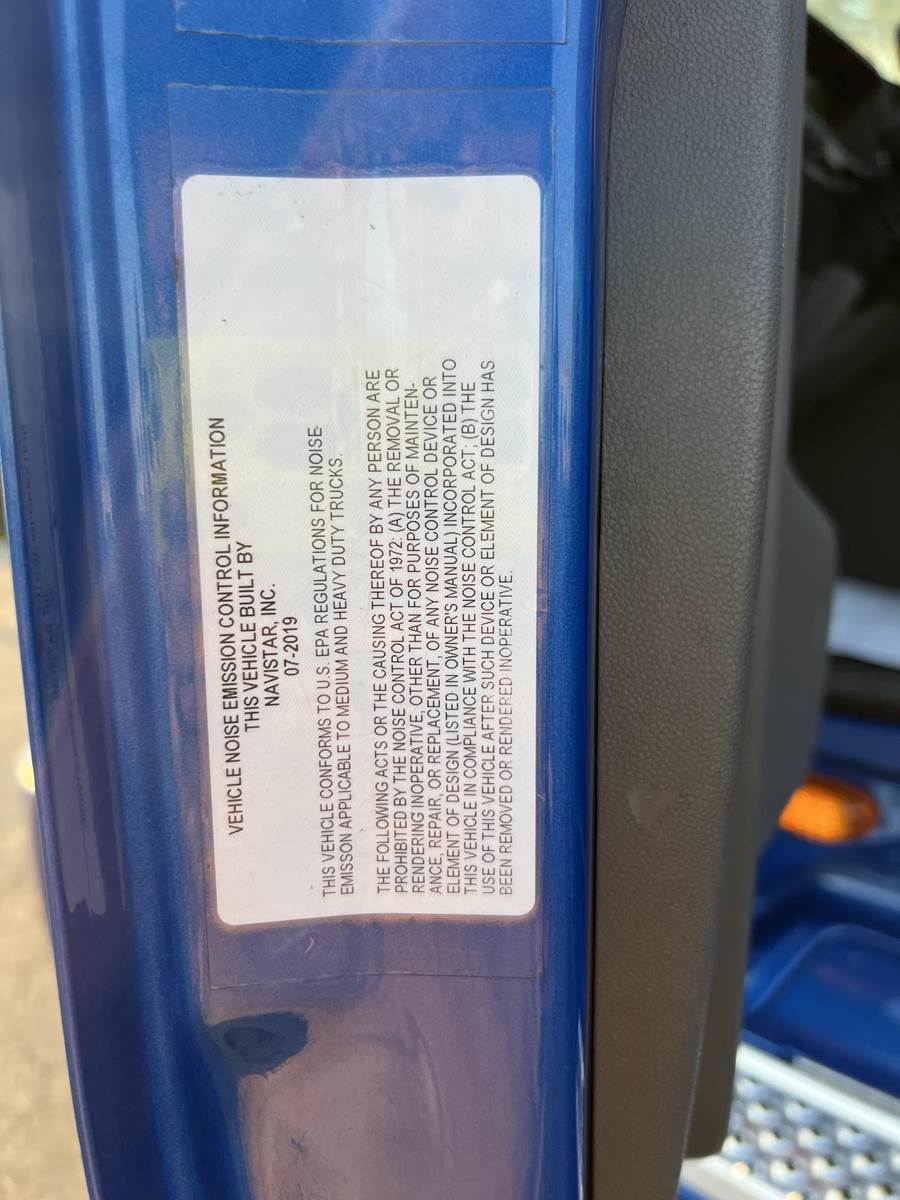 VEHICLE NOISE EMISSION CONTROL INFORMATION
THIS VEHICLE BUILT BY
NAVISTAR, INC.
07-2019
THIS VEHICLE CONFORMS TO U.S. EPA REGULATIONS FOR NOISE-
EMISSON APPLICABLE TO MEDIUM AND HEAVY DUTY TRUCKS.
THE FOLLOWING ACTS OR THE CAUSING THEREOF BY ANY PERSON ARE
PROHIBITED BY THE NOISE CONTROL ACT OF 1972: (A) THE REMOVAL OR
RENDERING INOPERATIVE, OTHER THAN FOR PURPOSES OF MAINTEN-
ANCE, REPAIR, OR REPLACEMENT, OF ANY NOISE CONTROL DEVICE OR
ELEMENT OF DESIGN (LISTED IN OWNER'S MANUAL) INCORPORATED INTO
THIS VEHICLE IN COMPLIANCE WITH THE NOISE CONTROL ACT; (B) THE
USE OF THIS VEHICLE AFTER SUCH DEVICE OR ELEMENT OF DESIGN HAS
BEEN REMOVED OR RENDERED INOPERATIVE.